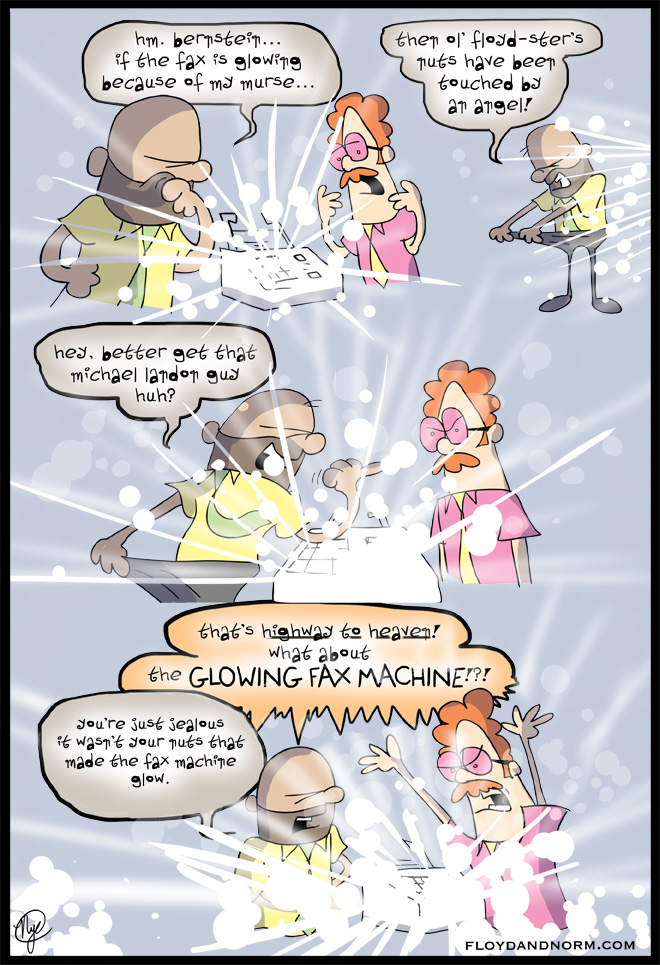 hm. bernstein...
if the fax is glowing
because of my murse...
then ol' floyd-ster's
nuts have been
touched by
an angel!
hey, better get that
michael landon guy
huh?
that's highway to heaven!
what about
the GLOWING FAX MACHINE!?!
you're just jealous
it wasn't your nuts that
made the fax machine
glow.
Nye
FLOYDANDNORM.COM